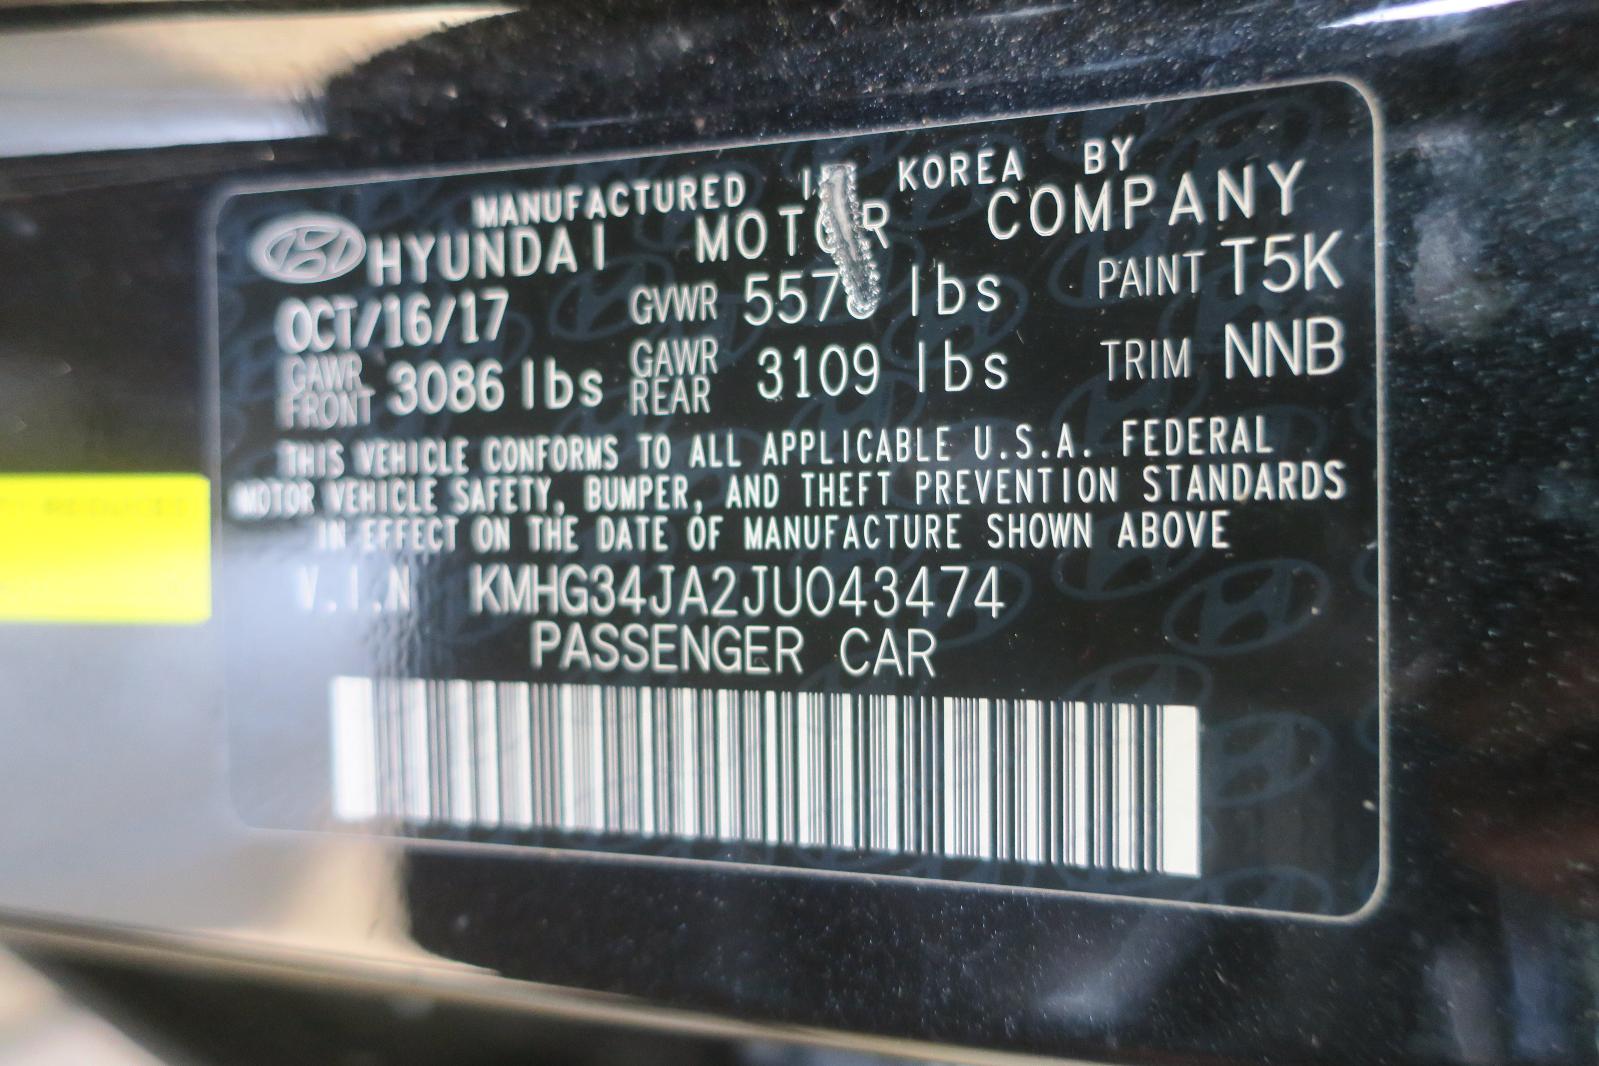 MANUFACTURED IN KOREA BY
HYUNDAI MOTOR COMPANY
OCT/16/17 GVWR lbs PAINT T5K
GAWR FRONT 3086 lbs GAWR REAR 3109 lbs TRIM NNB
THIS VEHICLE CONFORMS TO ALL APPLICABLE U.S.A. FEDERAL
MOTOR VEHICLE SAFETY, BUMPER, AND THEFT PREVENTION STANDARDS
IN EFFECT ON THE DATE OF MANUFACTURE SHOWN ABOVE
V.I.N KMHG34JA2JU043474
PASSENGER CAR